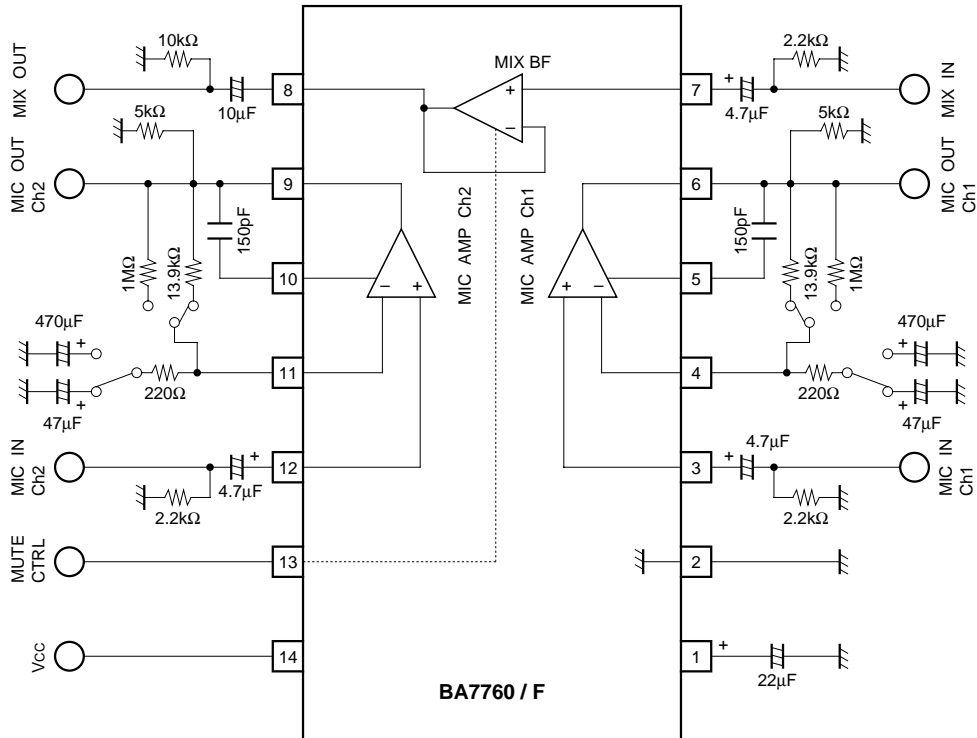 10kΩ
MIX BF
2.2kΩ
MIX OUT
8
+
7
+
MIX IN
10µF
4.7µF
5kΩ
−
5kΩ
MIC OUT
Ch2
9
6
MIC OUT
Ch1
MIC AMP Ch2
MIC AMP Ch1
150pF
150pF
1MΩ
13.9kΩ
10
5
13.9kΩ
1MΩ
− +
+ −
470µF
+
470µF
+
11
4
220Ω
220Ω
+
47µF
+
47µF
MIC IN
Ch2
+
12
3
+
4.7µF
MIC IN
Ch1
4.7µF
2.2kΩ
2.2kΩ
MUTE
CTRL
13
2
Vcc
14
1
+
22µF
BA7760 / F